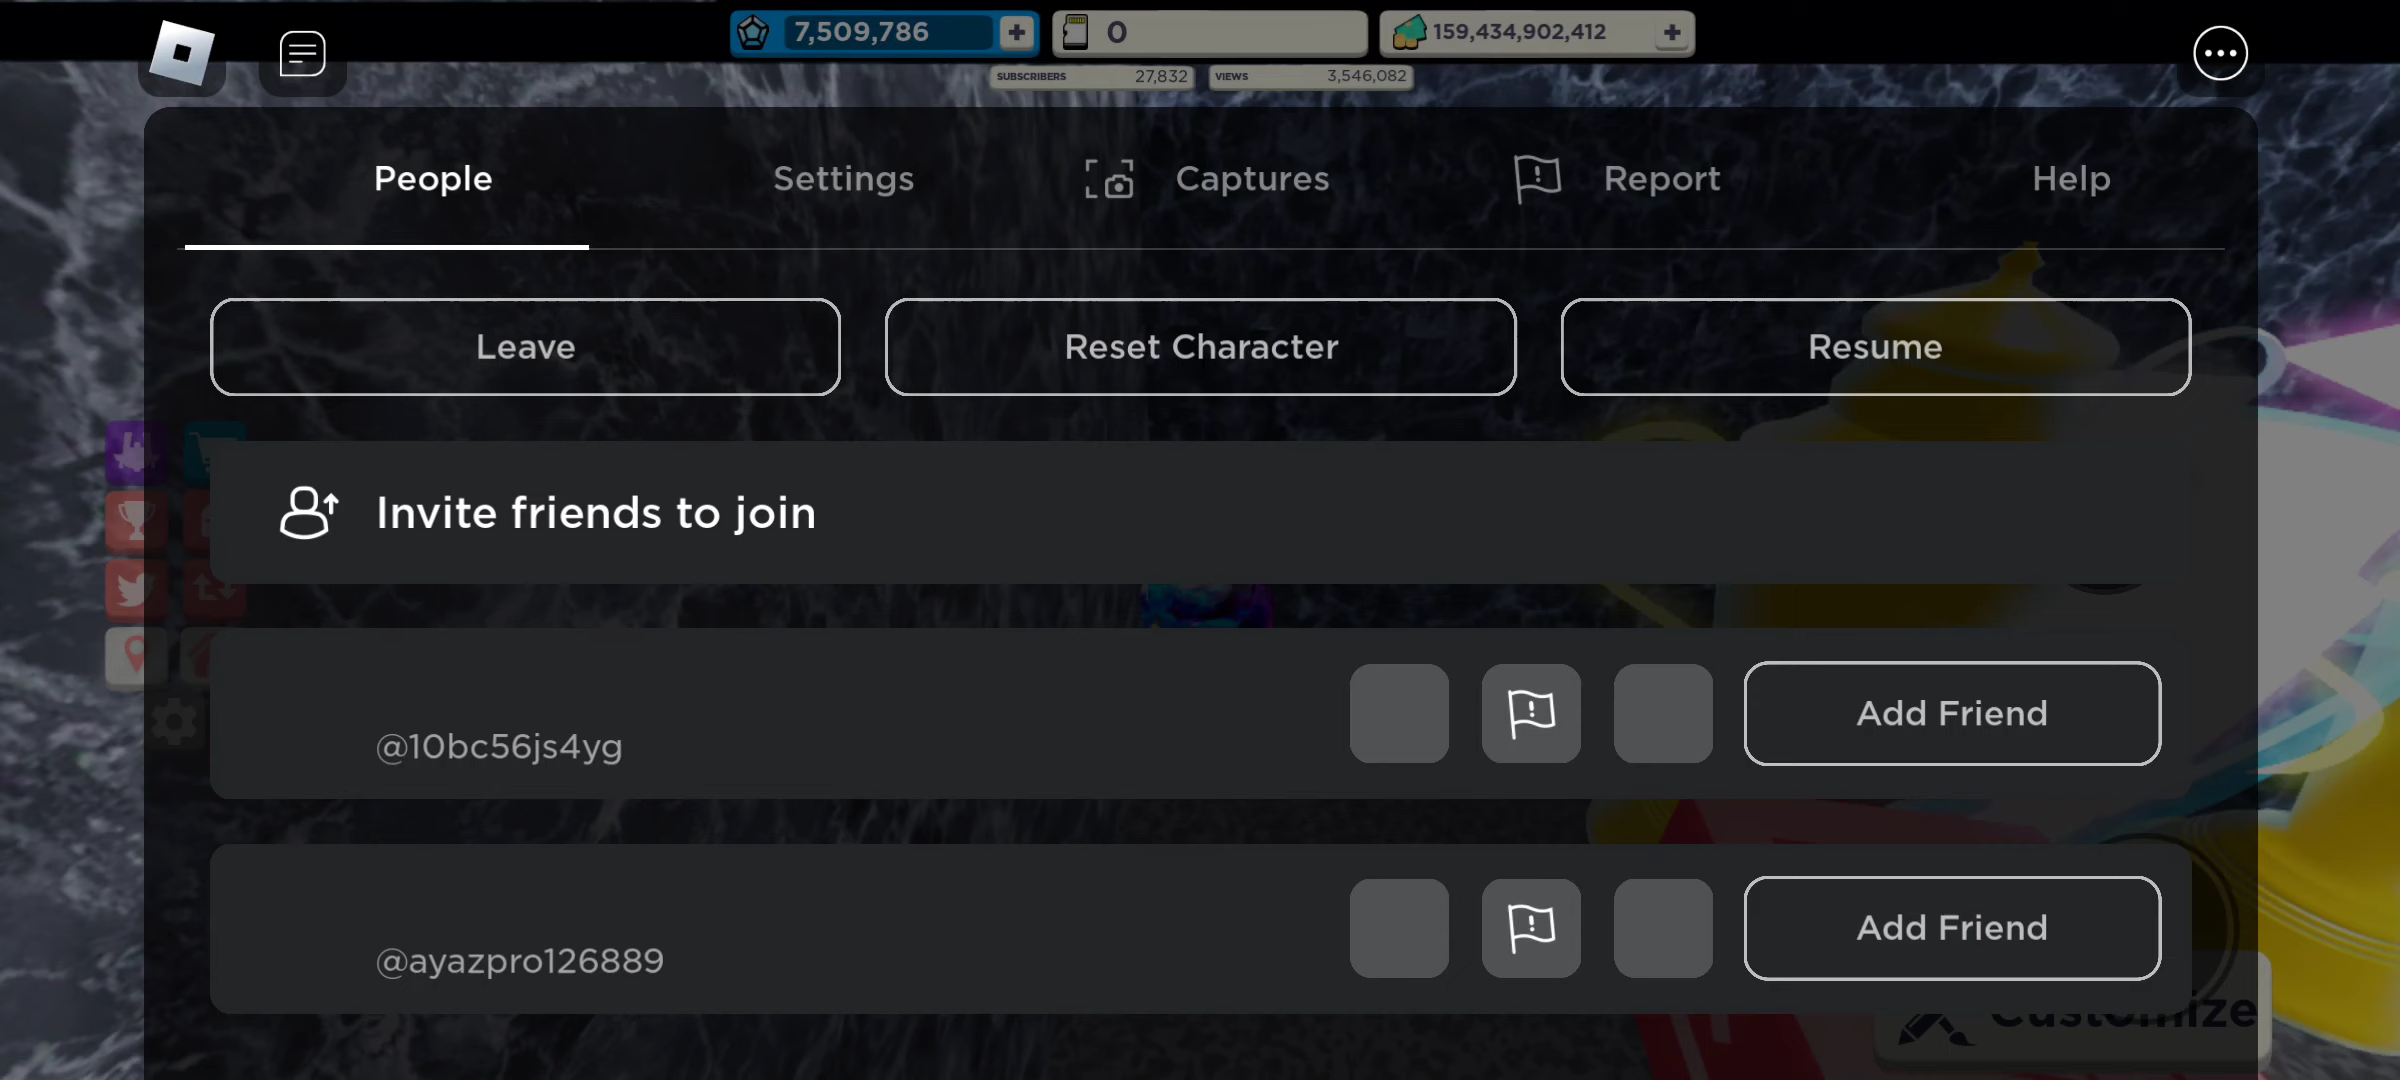 7,509,786
0
159,434,902,412
SUBSCRIBERS 27,832
VIEWS 3,546,082
People
Settings
Captures
Report
Help
Leave
Reset Character
Resume
Invite friends to join
@10bc56js4yg
Add Friend
@ayazpro126889
Add Friend
Customize